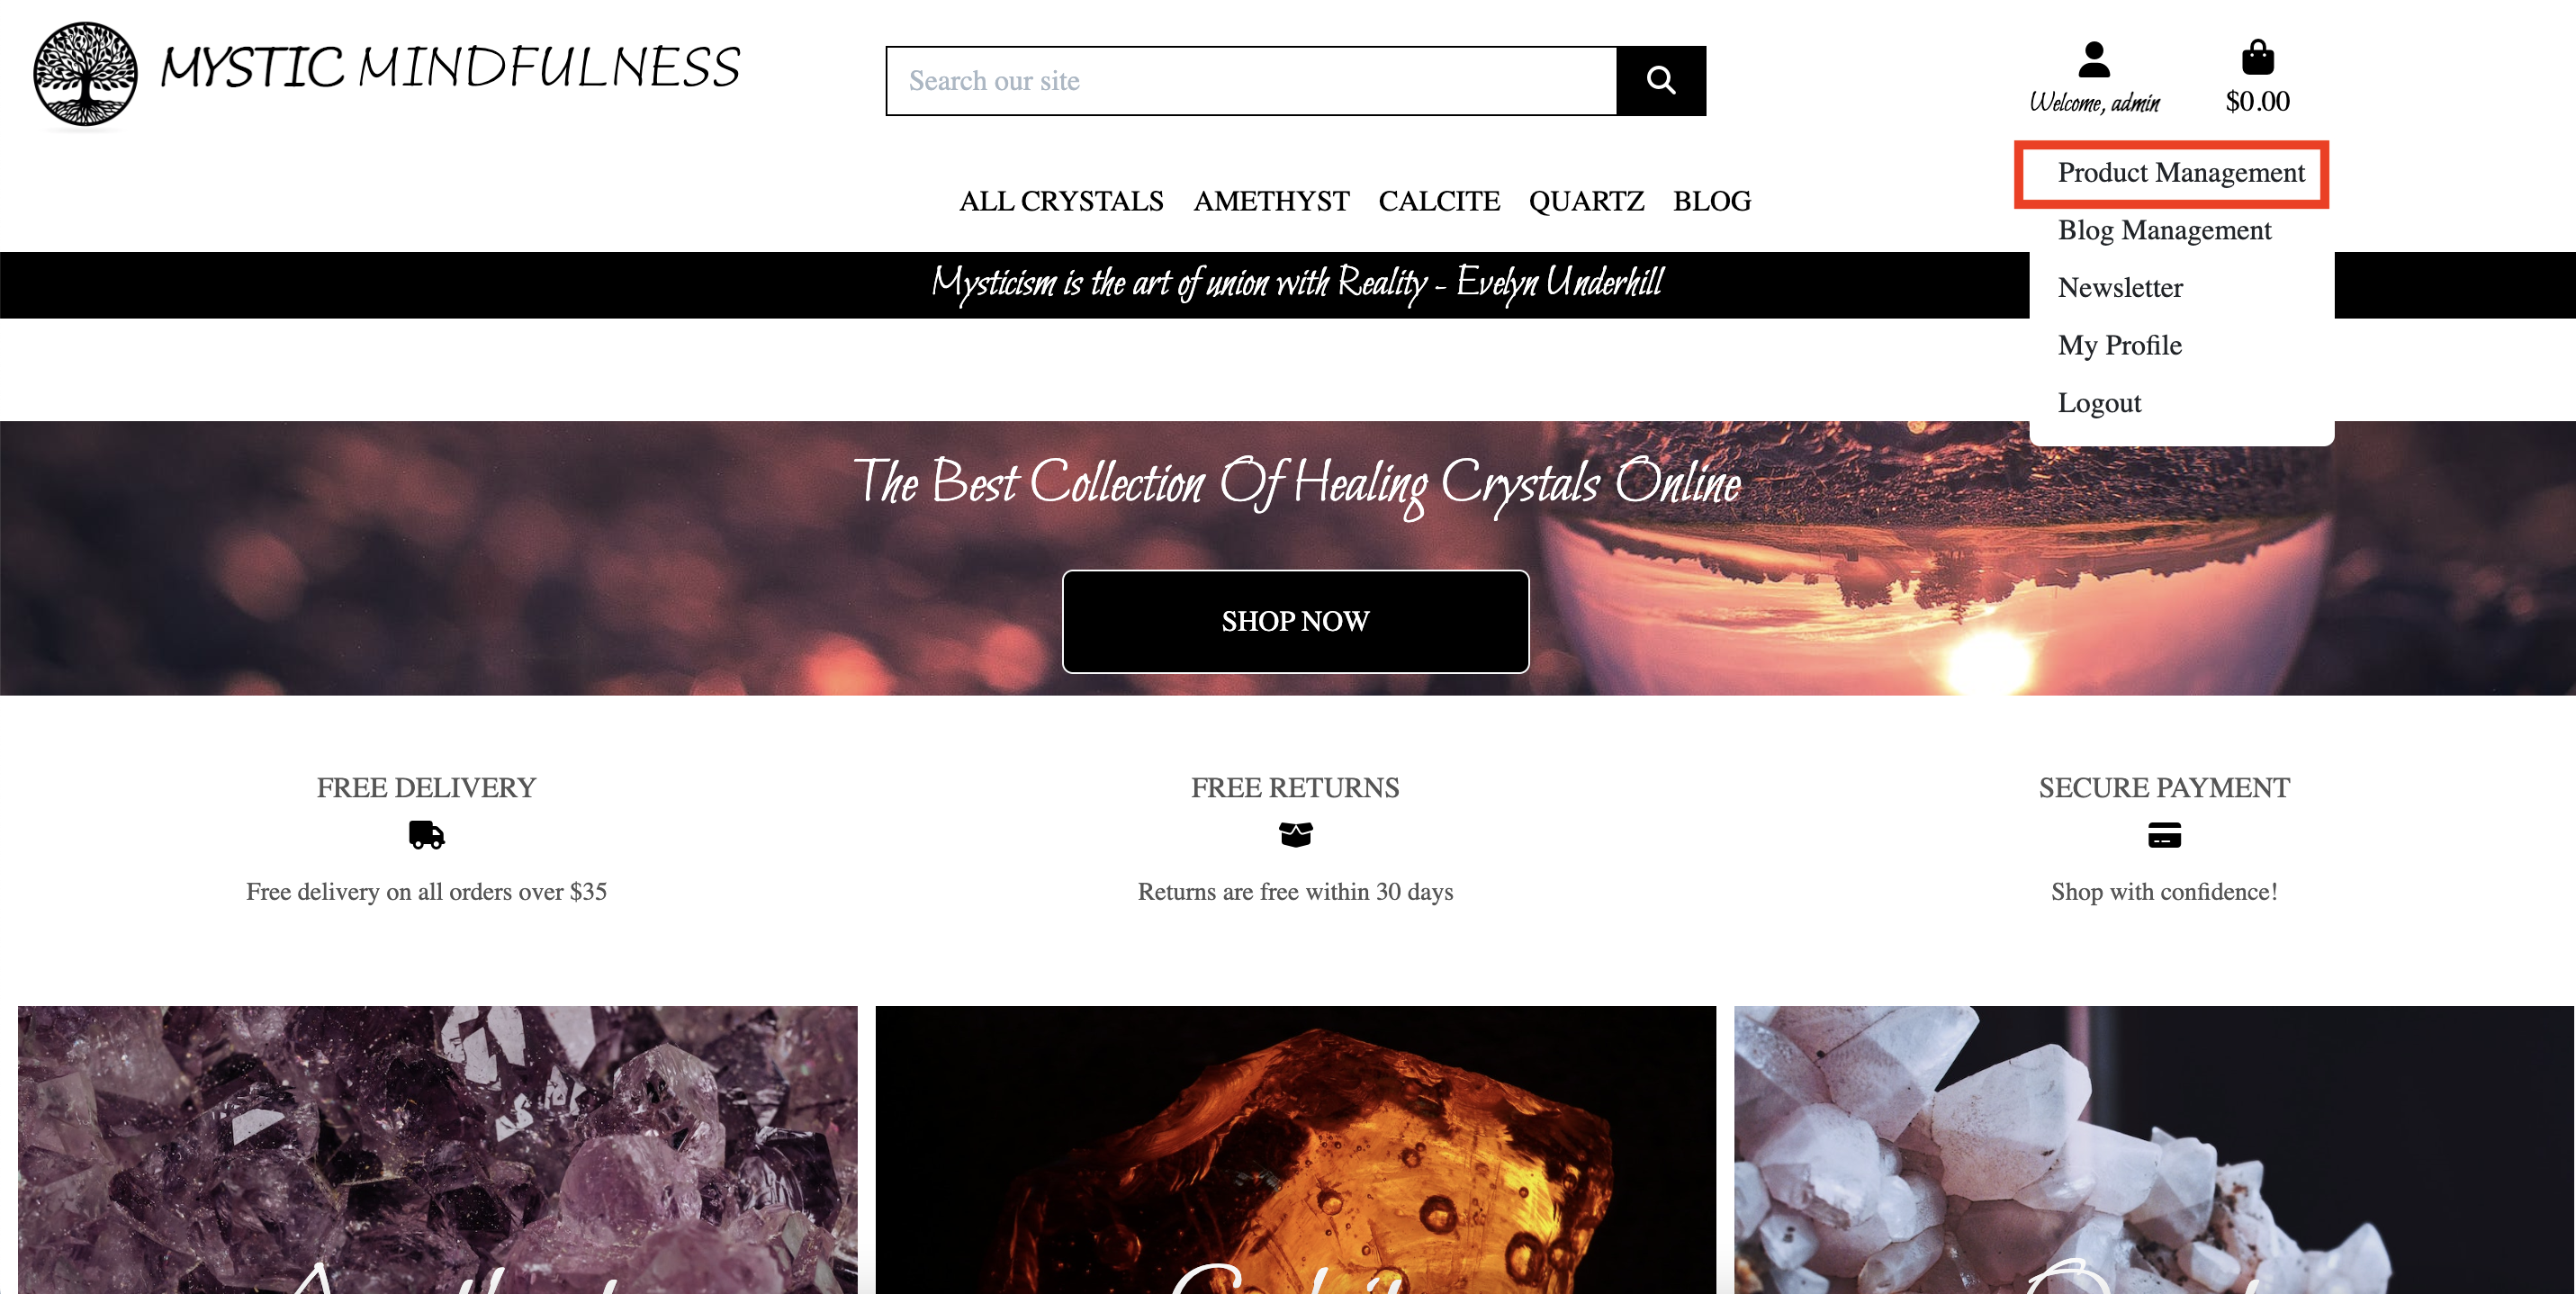 MYSTIC MINDFULNESS
Search our site
Welcome, admin
$0.00
Product Management
Blog Management
Newsletter
My Profile
Logout
ALL CRYSTALS AMETHYST CALCITE QUARTZ BLOG
Mysticism is the art of union with Reality - Evelyn Underhill
The Best Collection Of Healing Crystals Online
SHOP NOW
FREE DELIVERY
Free delivery on all orders over $35
FREE RETURNS
Returns are free within 30 days
SECURE PAYMENT
Shop with confidence!